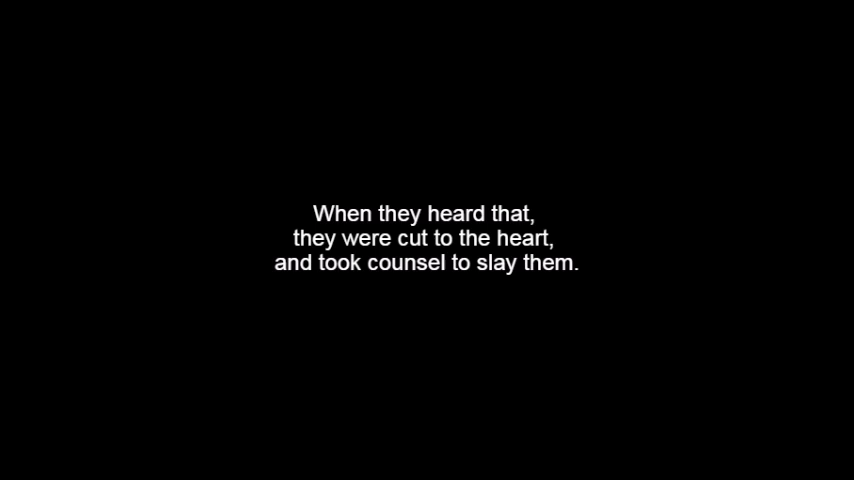 When they heard that,
they were cut to the heart,
and took counsel to slay them.